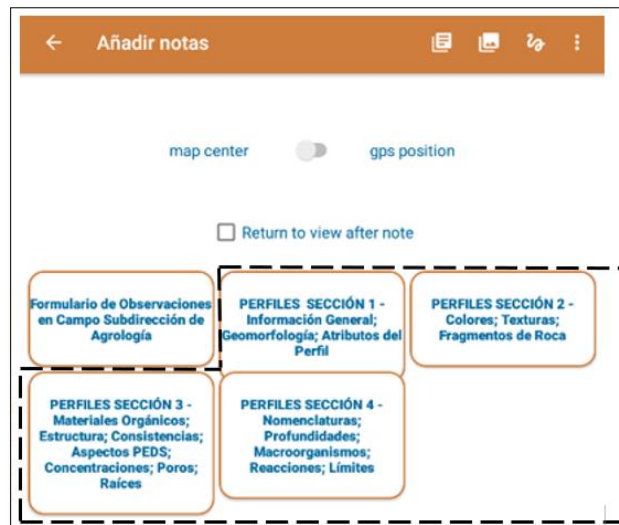 Añadir notas
map center
gps position
Return to view after note
Formulario de Observaciones
en Campo Subdirección de
Agrología
PERFILES SECCIÓN 1 -
Información General;
Geomorfología; Atributos del
Perfil
PERFILES SECCIÓN 2 -
Colores; Texturas;
Fragmentos de Roca
PERFILES SECCIÓN 3 -
Materiales Orgánicos;
Estructura; Consistencias;
Aspectos PEDS;
Concentraciones; Poros;
Raíces
PERFILES SECCIÓN 4 -
Nomenclaturas;
Profundidades;
Macroorganismos;
Reacciones; Límites